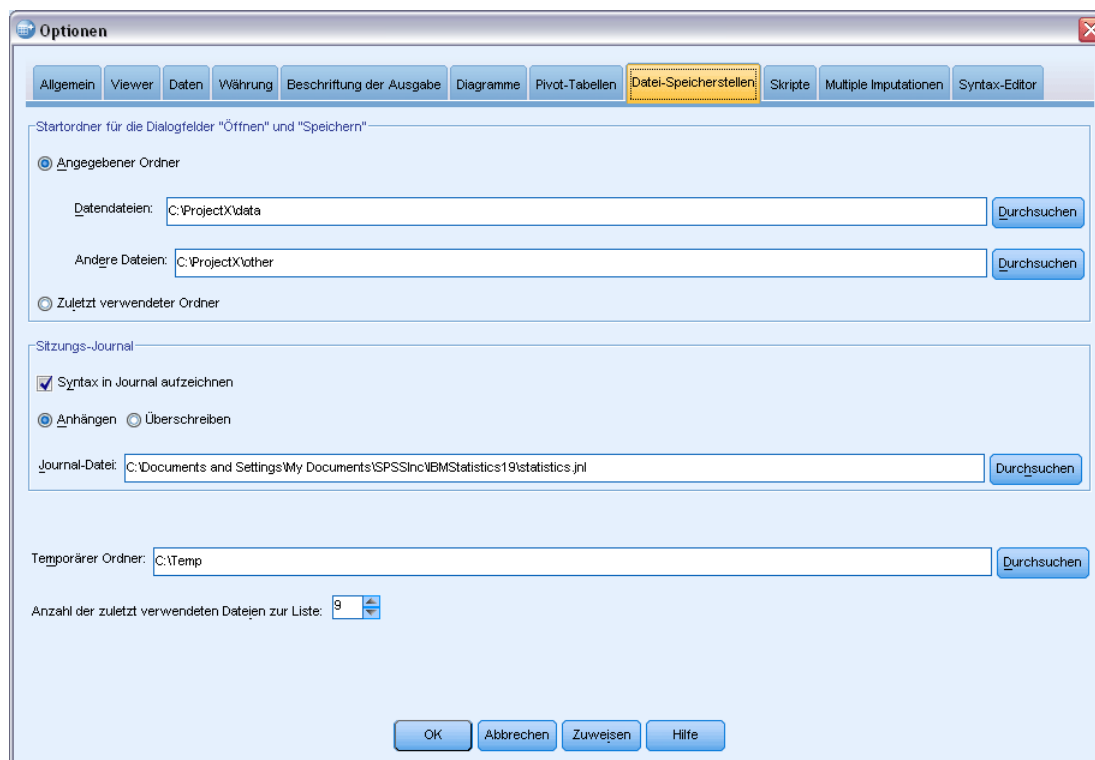 Optionen
Allgemein Viewer Daten Währung Beschriftung der Ausgabe Diagramme Pivot-Tabellen Datei-Speicherstellen Skripte Multiple Imputationen Syntax-Editor
Startordner für die Dialogfelder "Öffnen" und "Speichern"
Angegebener Ordner
Datendateien: C:\ProjectX\data Durchsuchen
Andere Dateien: C:\ProjectX\other Durchsuchen
Zuletzt verwendeter Ordner
Sitzungs-Journal
Syntax in Journal aufzeichnen
Anhängen Überschreiben
Journal-Datei: C:\Documents and Settings\My Documents\SPSSInc\IBMStatistics19\statistics.jnl Durchsuchen
Temporärer Ordner: C:\Temp Durchsuchen
Anzahl der zuletzt verwendeten Dateien zur Liste: 9
OK Abbrechen Zuweisen Hilfe